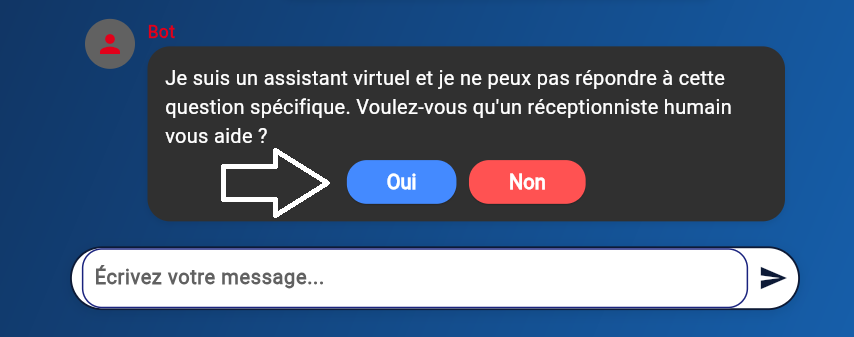 Bot
Je suis un assistant virtuel et je ne peux pas répondre à cette
question spécifique. Voulez-vous qu'un réceptionniste humain
vous aide ?
Oui Non
Écrivez votre message...